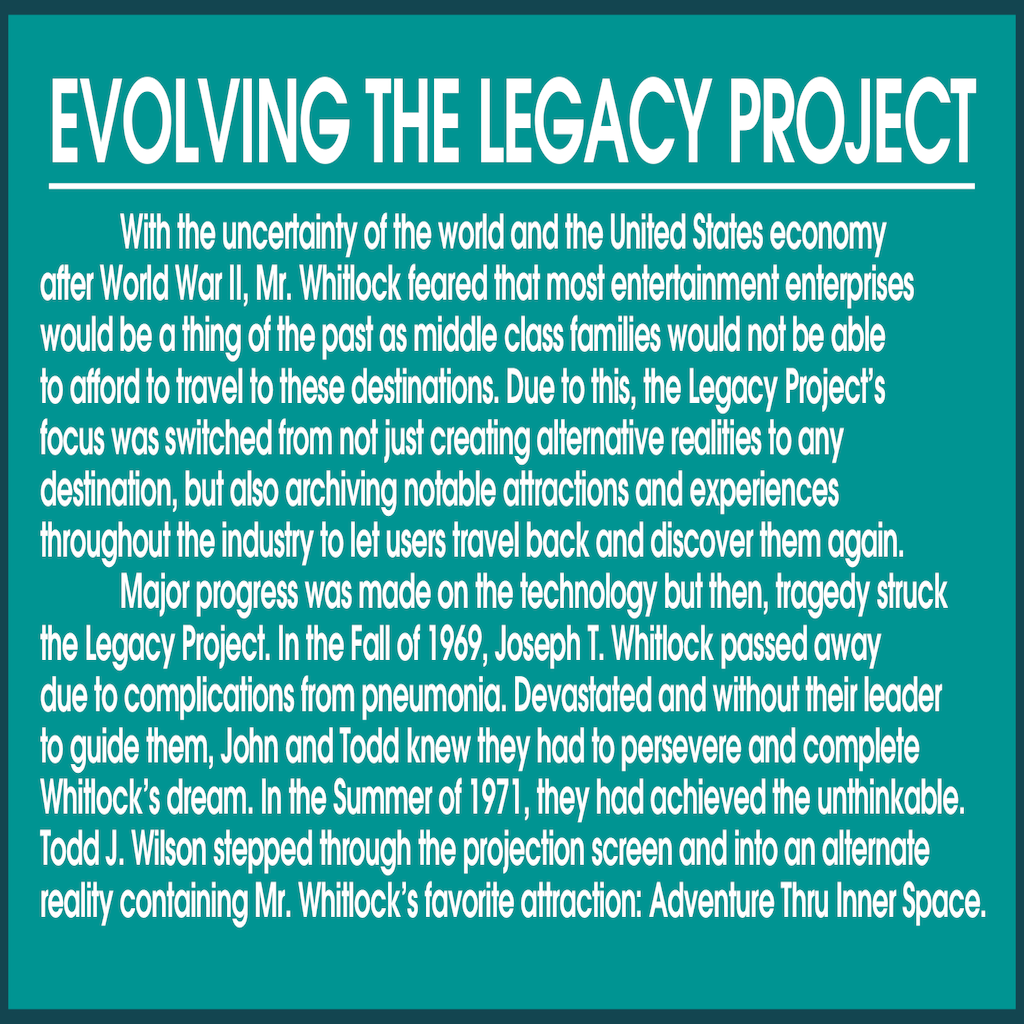 EVOLVING THE LEGACY PROJECT
With the uncertainty of the world and the United States economy
after World War II, Mr. Whitlock feared that most entertainment enterprises
would be a thing of the past as middle class families would not be able
to afford to travel to these destinations. Due to this, the Legacy Project’s
focus was switched from not just creating alternative realities to any
destination, but also archiving notable attractions and experiences
throughout the industry to let users travel back and discover them again.
Major progress was made on the technology but then, tragedy struck
the Legacy Project. In the Fall of 1969, Joseph T. Whitlock passed away
due to complications from pneumonia. Devastated and without their leader
to guide them, John and Todd knew they had to persevere and complete
Whitlock’s dream. In the Summer of 1971, they had achieved the unthinkable.
Todd J. Wilson stepped through the projection screen and into an alternate
reality containing Mr. Whitlock’s favorite attraction: Adventure Thru Inner Space.